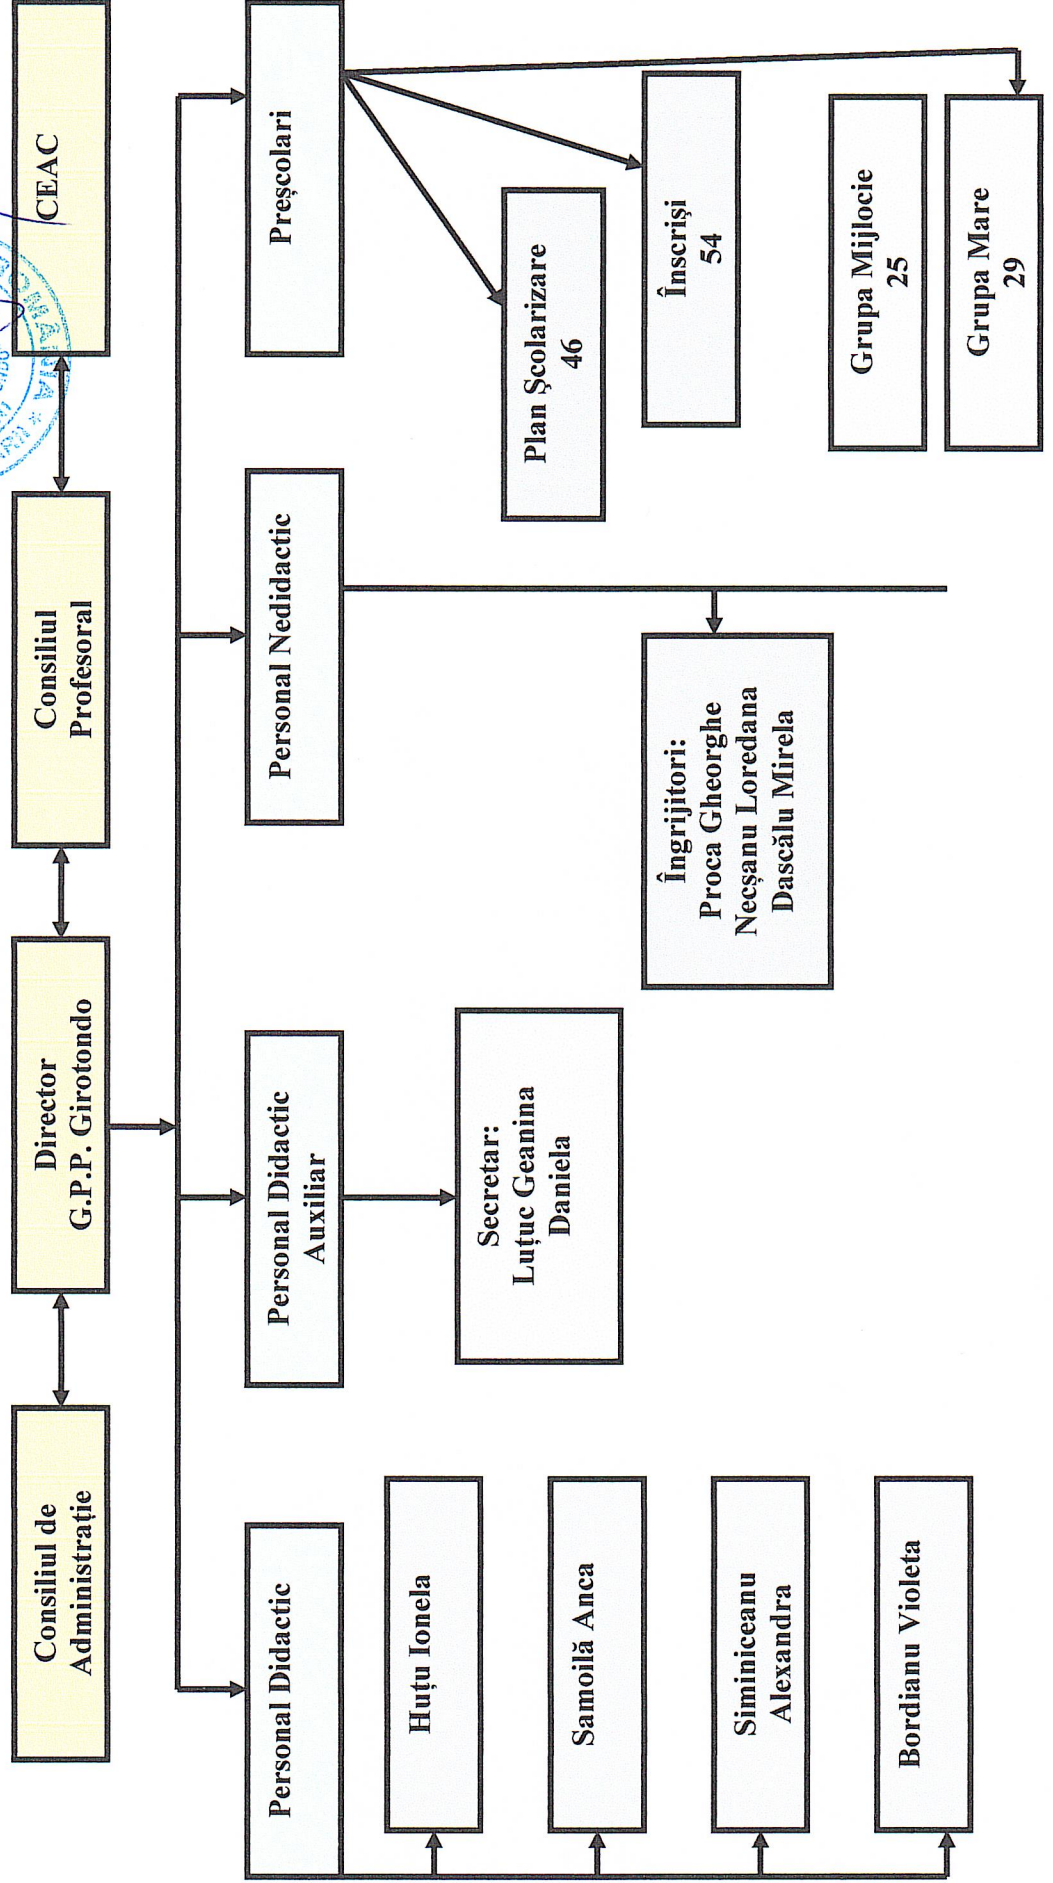 Consiliul de
Administrație
Director
G.P.P. Girotondo
Consiliul
Profesoral
CEAC
ROMÂNIA *
Personal Didactic
Personal Didactic
Auxiliar
Personal Nedidactic
Preșcolari
Huțu Ionela
Samoilă Anca
Siminiceanu
Alexandra
Bordianu Violeta
Secretar:
Luțuc Geanina
Daniela
Îngrijitori:
Proca Gheorghe
Necșanu Loredana
Dascălu Mirela
Plan Școlarizare
46
Înscriși
54
Grupa Mijlocie
25
Grupa Mare
29